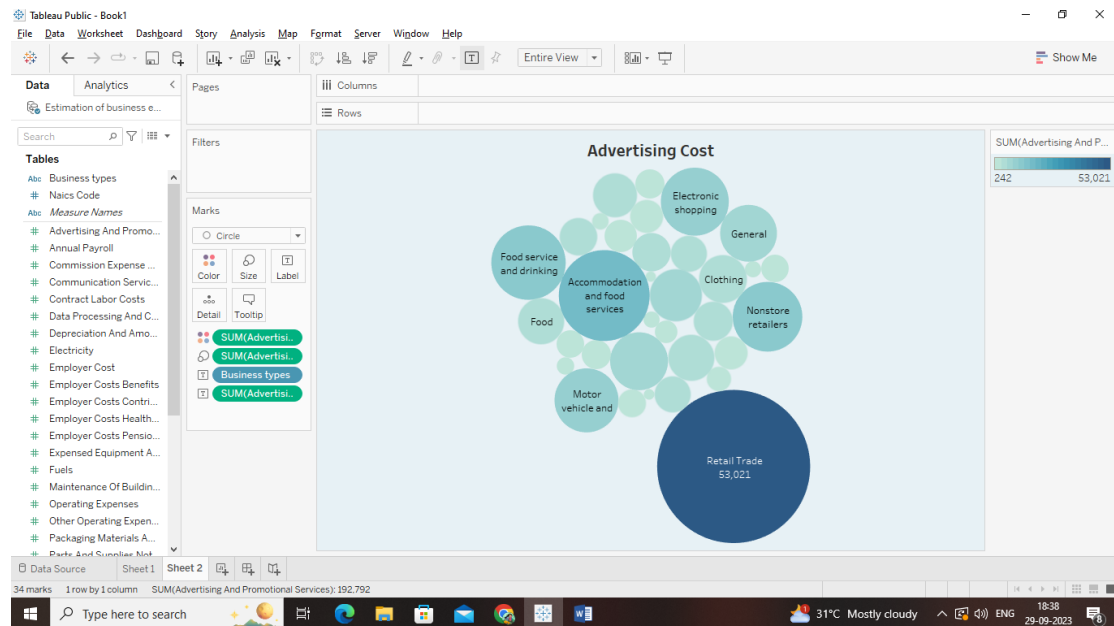 Tableau Public - Book1
File Data Worksheet Dashboard Story Analysis Map Format Server Window Help
Entire View
Show Me
Data Analytics
Estimation of business e...
Search
Tables
Abc Business types
# Naics Code
Abc Measure Names
# Advertising And Promo...
# Annual Payroll
# Commission Expense ...
# Communication Servic...
# Contract Labor Costs
# Data Processing And C...
# Depreciation And Amo...
# Electricity
# Employer Cost
# Employer Costs Benefits
# Employer Costs Contri...
# Employer Costs Health...
# Employer Costs Pensio...
# Expensed Equipment A...
# Fuels
# Maintenance Of Buildin...
# Operating Expenses
# Other Operating Expen...
# Packaging Materials A...
# Parts And Supplies Not
Pages
Filters
Marks
Circle
Color Size Label
Detail Tooltip
SUM(Advertisi..
SUM(Advertisi..
Business types
SUM(Advertisi..
Columns
Rows
Advertising Cost
Electronic
shopping
General
Food service
and drinking
Accommodation
and food
services
Clothing
Nonstore
retailers
Food
Motor
vehicle and
Retail Trade
53,021
SUM(Advertising And P...
242 53,021
Data Source Sheet 1 Sheet 2
34 marks 1 row by 1 column SUM(Advertising And Promotional Services): 192,792
Type here to search
31°C Mostly cloudy
ENG
18:38
29-09-2023
8